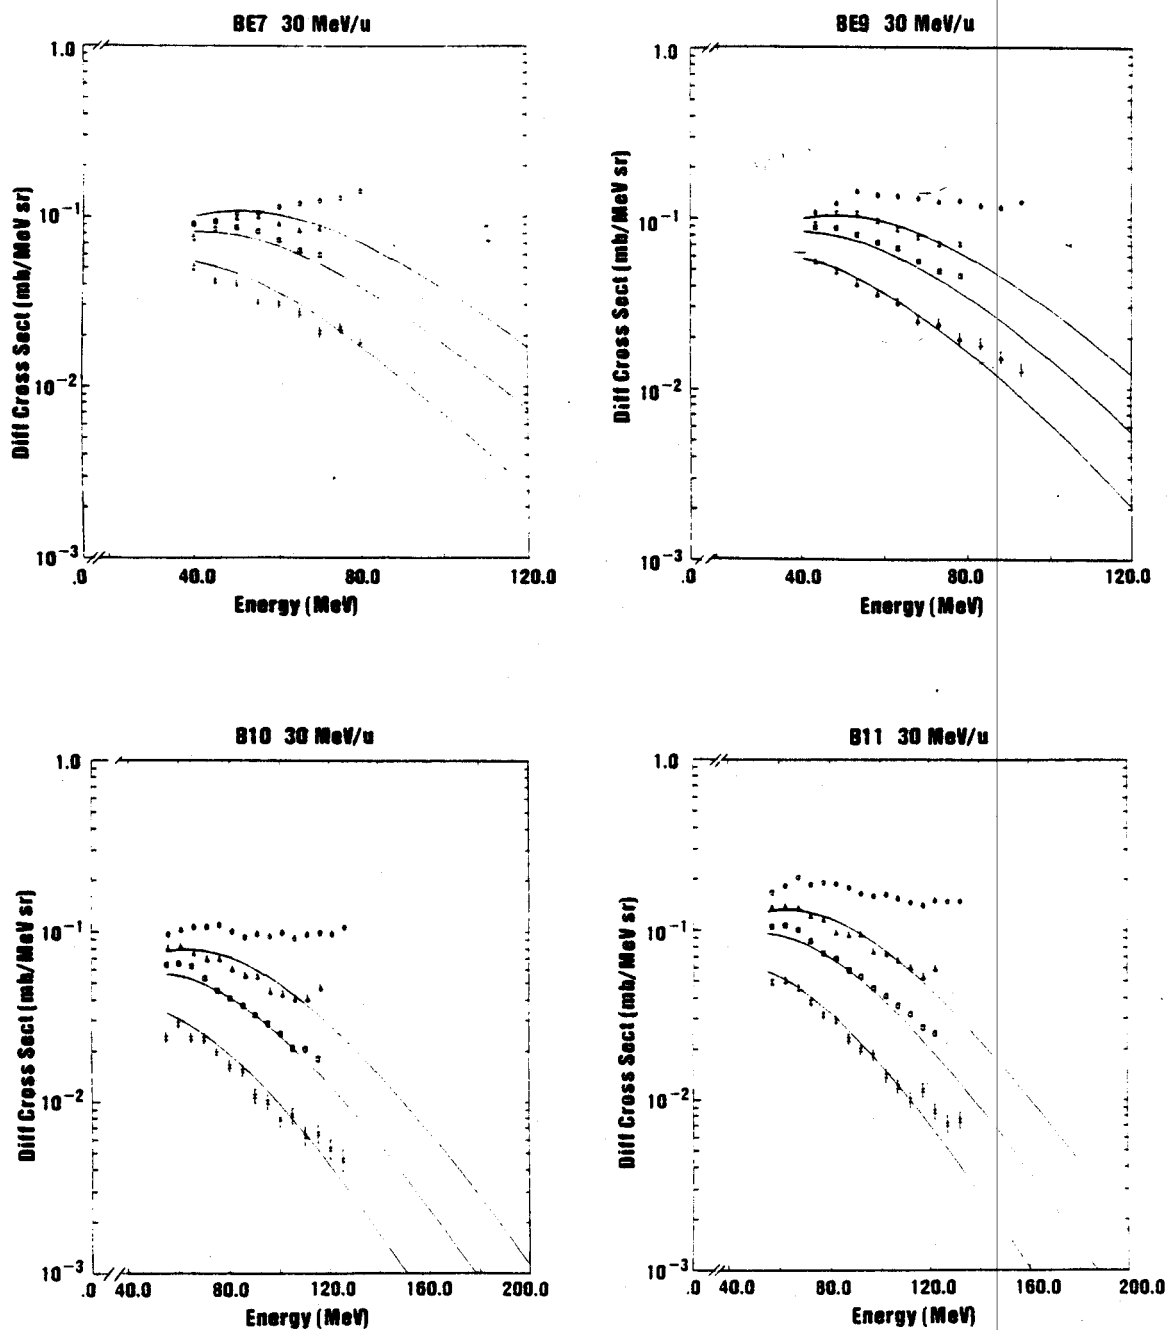 BE7 30 MeV/u
1.0
10⁻¹
10⁻²
10⁻³
Diff Cross Sect (mb/MeV sr)
.0 40.0 80.0 120.0
Energy (MeV)
BE9 30 MeV/u
1.0
10⁻¹
10⁻²
10⁻³
Diff Cross Sect (mb/MeV sr)
.0 40.0 80.0 120.0
Energy (MeV)
B10 30 MeV/u
1.0
10⁻¹
10⁻²
10⁻³
Diff Cross Sect (mb/MeV sr)
.0 40.0 80.0 120.0 160.0 200.0
Energy (MeV)
B11 30 MeV/u
1.0
10⁻¹
10⁻²
10⁻³
Diff Cross Sect (mb/MeV sr)
.0 40.0 80.0 120.0 160.0 200.0
Energy (MeV)